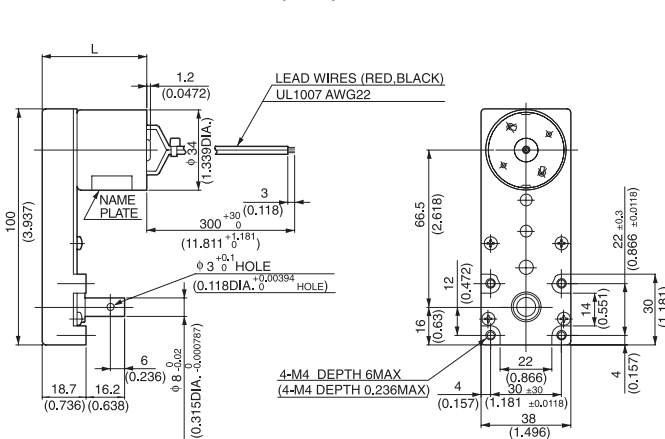 L
1.2
(0.0472)
LEAD WIRES (RED,BLACK)
UL1007 AWG22
φ34
(1.339DIA.)
NAME
PLATE
3
(0.118)
300 +30 0
(11.811 +1.181 0)
100
(3.937)
φ3 +0.1 0 HOLE
(0.118DIA. +0.00394 0 HOLE)
6
(0.236)
φ8 -0.02
(0.315DIA. -0.000787
18.7
(0.736)
16.2
(0.638)
66.5
(2.618)
12
(0.472)
16
(0.63)
22 ±0.3
(0.866 ±0.0118)
14
(0.551)
30
(1.181)
4-M4 DEPTH 6MAX
(4-M4 DEPTH 0.236MAX)
22
(0.866)
4
(0.157)
4
(0.157)
30 ±30
(1.181 ±0.0118)
38
(1.496)